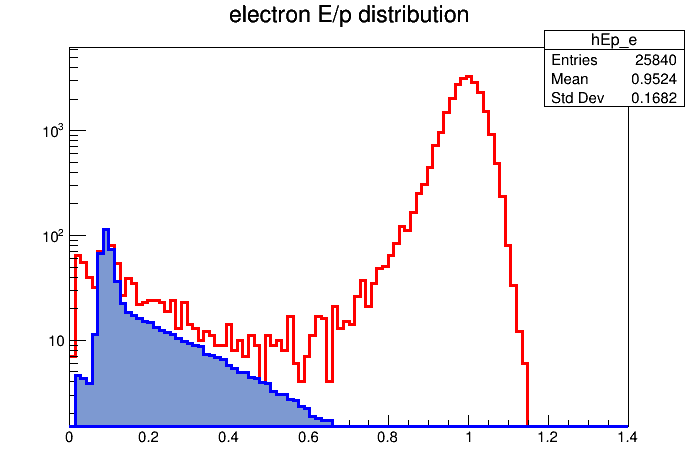 electron E/p distribution
hEp_e
Entries 25840
Mean 0.9524
Std Dev 0.1682
10³
10²
10
0 0.2 0.4 0.6 0.8 1 1.2 1.4